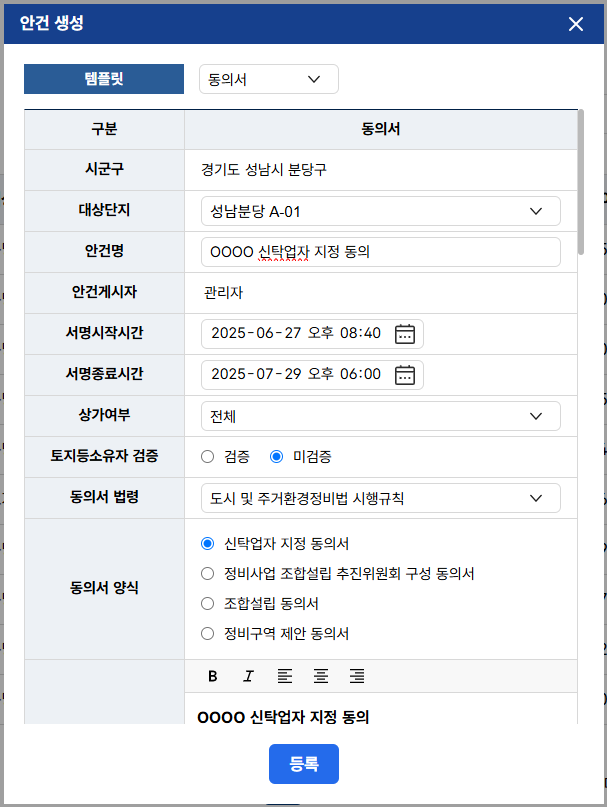 안건 생성
템플릿 동의서
구분 동의서
시군구 경기도 성남시 분당구
대상단지 성남분당 A-01
안건명 OOOO 신탁업자 지정 동의
안건게시자 관리자
서명시작시간 2025-06-27 오후 08:40
서명종료시간 2025-07-29 오후 06:00
상가여부 전체
토지등소유자 검증 검증 미검증
동의서 법령 도시 및 주거환경정비법 시행규칙
동의서 양식
신탁업자 지정 동의서
정비사업 조합설립 추진위원회 구성 동의서
조합설립 동의서
정비구역 제안 동의서
B I
OOOO 신탁업자 지정 동의
등록